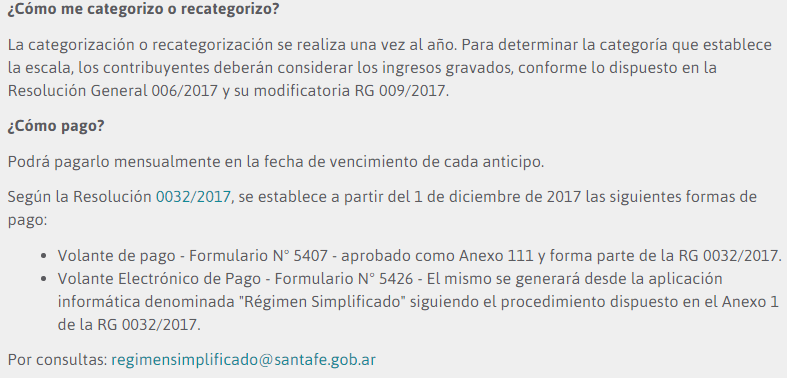 ¿Cómo me categorizo o recategorizo?
La categorización o recategorización se realiza una vez al año. Para determinar la categoría que establece
la escala, los contribuyentes deberán considerar los ingresos gravados, conforme lo dispuesto en la
Resolución General 006/2017 y su modificatoria RG 009/2017.
¿Cómo pago?
Podrá pagarlo mensualmente en la fecha de vencimiento de cada anticipo.
Según la Resolución 0032/2017, se establece a partir del 1 de diciembre de 2017 las siguientes formas de
pago:
• Volante de pago - Formulario N° 5407 - aprobado como Anexo 111 y forma parte de la RG 0032/2017.
• Volante Electrónico de Pago - Formulario N° 5426 - El mismo se generará desde la aplicación
informática denominada "Régimen Simplificado" siguiendo el procedimiento dispuesto en el Anexo 1
de la RG 0032/2017.
Por consultas: regimensimplificado@santafe.gob.ar